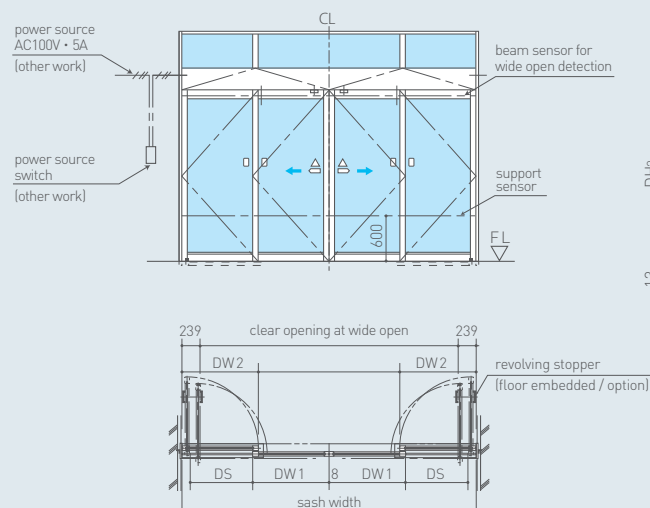 CL
power source
AC100V・5A
(other work)
beam sensor for
wide open detection
power source
switch
(other work)
support
sensor
600
FL
239
clear opening at wide open
239
DW2
DW2
revolving stopper
(floor embedded / option)
DS
DW1
8
DW1
DS
sash width